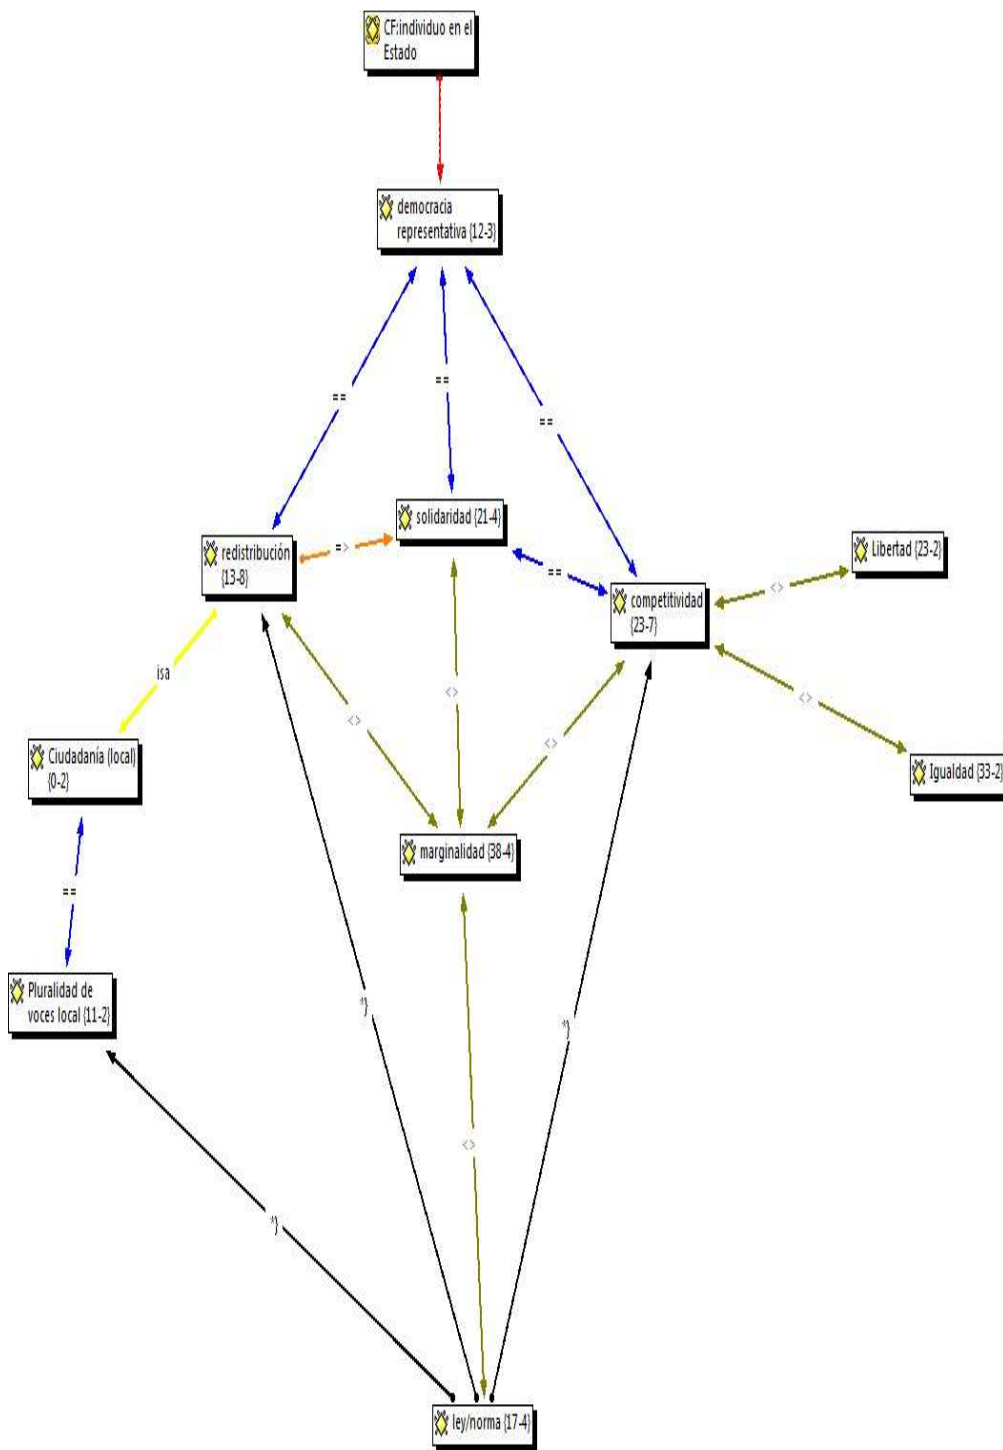 CF:individuo en el
Estado
democracia
representativa {12-3}
==
==
==
solidaridad {21-4}
redistribución
{13-8}
=>
==
competitividad
{23-7}
<>
Libertad {23-2}
isa
<>
<>
<>
<>
Ciudadanía (local)
{0-2}
Igualdad {33-2}
marginalidad {38-4}
==
Pluralidad de
voces local {11-2}
*}
*}
<>
*}
ley/norma {17-4}